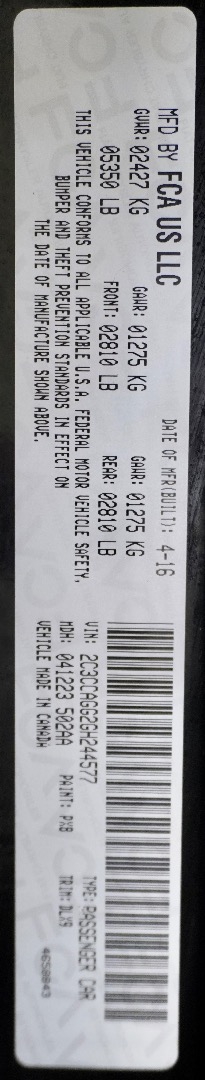 MFD BY FCA US LLC DATE OF MFR(BUILT): 4-16
GVWR: 02427 KG GAWR: 01275 KG GAWR: 01275 KG
05350 LB FRONT: 02810 LB REAR: 02810 LB
THIS VEHICLE CONFORMS TO ALL APPLICABLE U.S.A. FEDERAL MOTOR VEHICLE SAFETY,
BUMPER AND THEFT PREVENTION STANDARDS IN EFFECT ON
THE DATE OF MANUFACTURE SHOWN ABOVE.
VIN: 2C3CCAGG2GH244577 TYPE: PASSENGER CAR
MDH: 041223 502AA PAINT: PX8 TRIM: DLX9
VEHICLE MADE IN CANADA
4658843